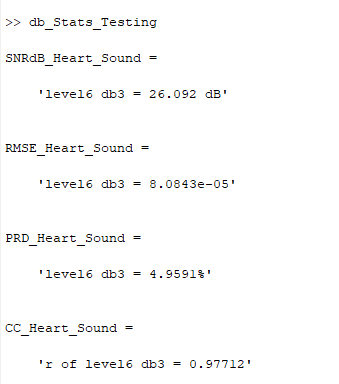 >> db_Stats_Testing
SNRdB_Heart_Sound =
'level6 db3 = 26.092 dB'
RMSE_Heart_Sound =
'level6 db3 = 8.0843e-05'
PRD_Heart_Sound =
'level6 db3 = 4.9591%'
CC_Heart_Sound =
'r of level6 db3 = 0.97712'